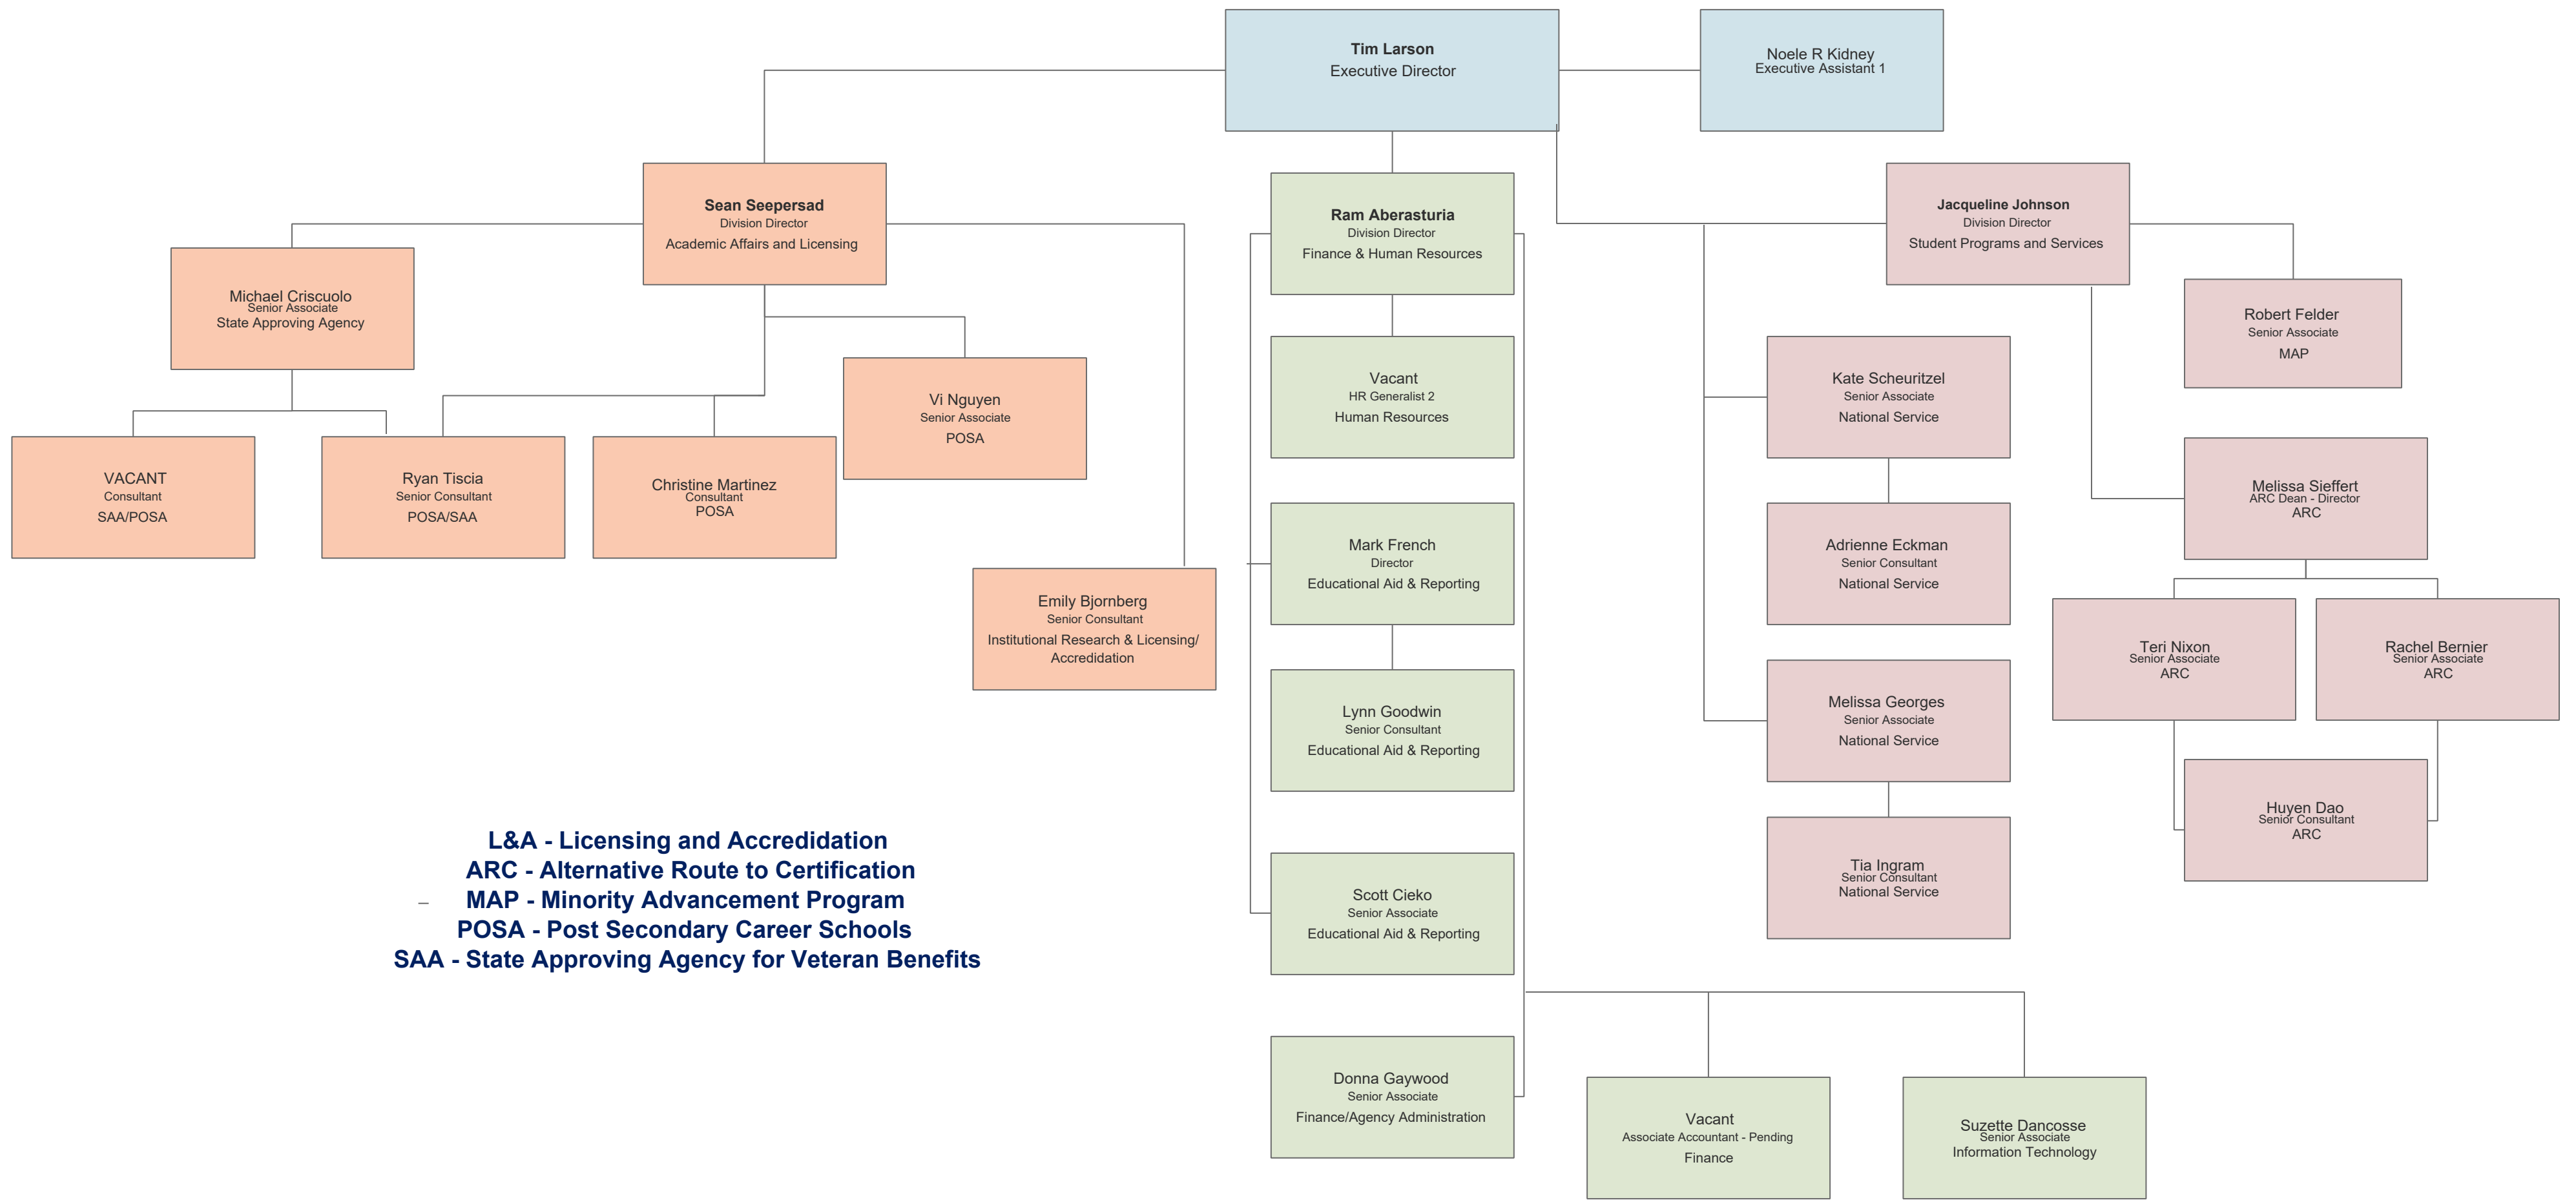 Tim Larson
Executive Director
Noele R Kidney
Executive Assistant 1
Sean Seepersad
Division Director
Academic Affairs and Licensing
Ram Aberasturia
Division Director
Finance & Human Resources
Jacqueline Johnson
Division Director
Student Programs and Services
Michael Criscuolo
Senior Associate
State Approving Agency
Robert Felder
Senior Associate
MAP
Vi Nguyen
Senior Associate
POSA
Vacant
HR Generalist 2
Human Resources
Kate Scheuritzel
Senior Associate
National Service
VACANT
Consultant
SAA/POSA
Ryan Tiscia
Senior Consultant
POSA/SAA
Christine Martinez
Consultant
POSA
Melissa Sieffert
ARC Dean - Director
ARC
Mark French
Director
Educational Aid & Reporting
Adrienne Eckman
Senior Consultant
National Service
Emily Bjornberg
Senior Consultant
Institutional Research & Licensing/
Accredidation
Teri Nixon
Senior Associate
ARC
Rachel Bernier
Senior Associate
ARC
Lynn Goodwin
Senior Consultant
Educational Aid & Reporting
Melissa Georges
Senior Associate
National Service
Huyen Dao
Senior Consultant
ARC
Tia Ingram
Senior Consultant
National Service
Scott Cieko
Senior Associate
Educational Aid & Reporting
L&A - Licensing and Accredidation
ARC - Alternative Route to Certification
MAP - Minority Advancement Program
POSA - Post Secondary Career Schools
SAA - State Approving Agency for Veteran Benefits
Donna Gaywood
Senior Associate
Finance/Agency Administration
Vacant
Associate Accountant - Pending
Finance
Suzette Dancosse
Senior Associate
Information Technology